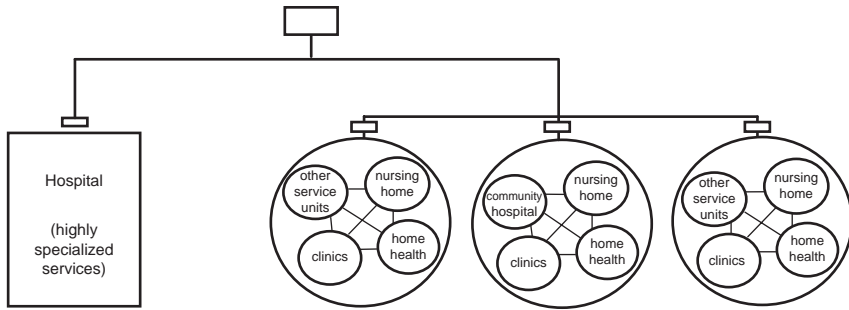 Hospital
(highly
specialized
services)
other
service
units
nursing
home
clinics
home
health
community
hospital
nursing
home
clinics
home
health
other
service
units
nursing
home
clinics
home
health